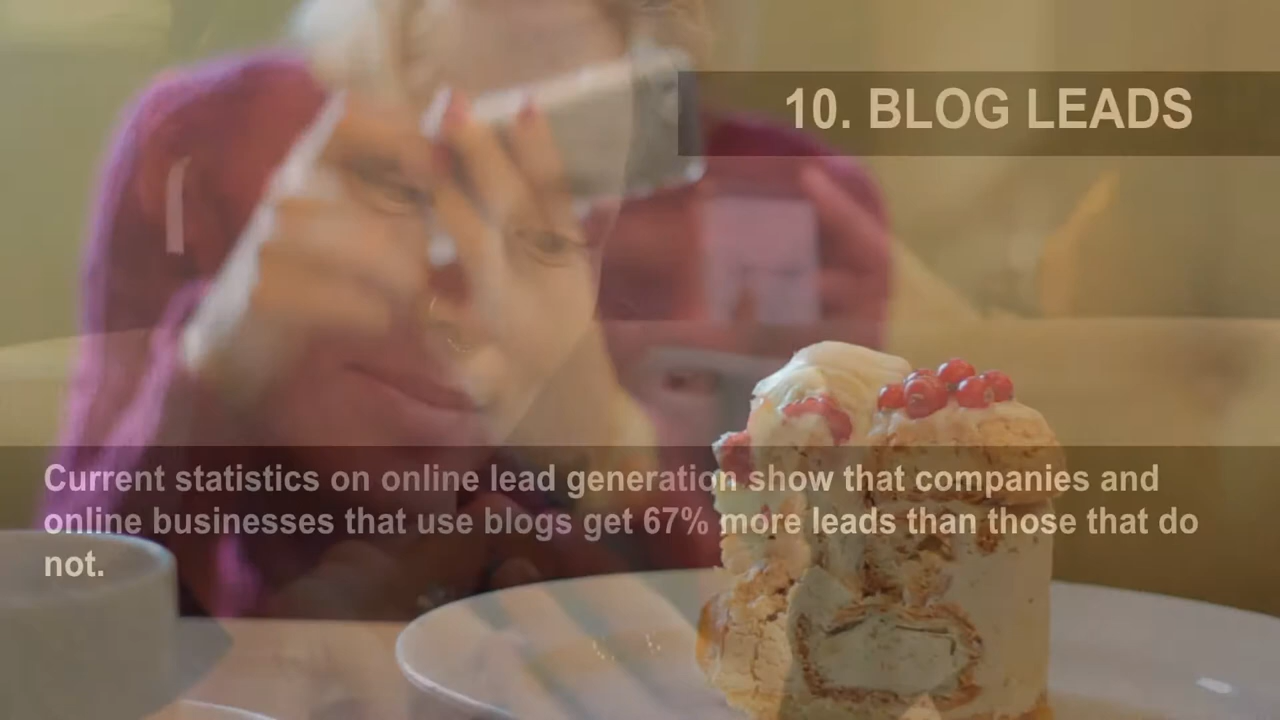 10. BLOG LEADS
Current statistics on online lead generation show that companies and
online businesses that use blogs get 67% more leads than those that do
not.